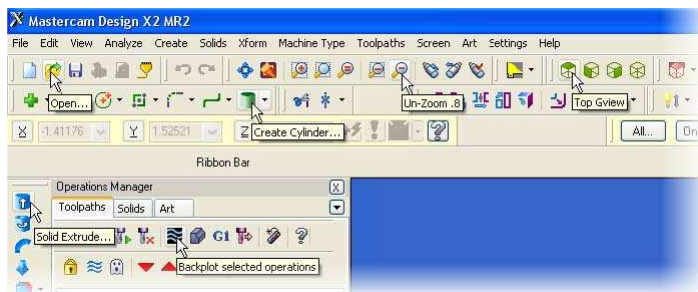 Mastercam Design X2 MR2
File Edit View Analyze Create Solids Xform Machine Type Toolpaths Screen Art Settings Help
Open... Un-Zoom .8 Top Gview
X -1.41176 Y 1.52521 Z Create Cylinder... All...
Ribbon Bar
Operations Manager
Toolpaths Solids Art
Solid Extrude... G1
Backplot selected operations